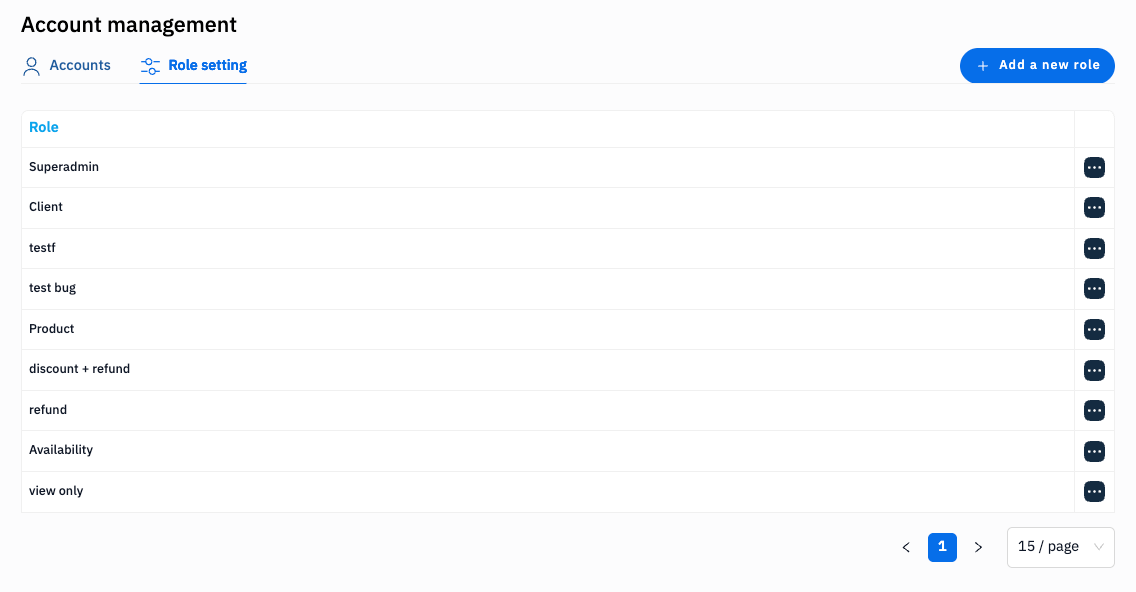 Account management
Accounts
Role setting
+ Add a new role
Role
Superadmin
Client
testf
test bug
Product
discount + refund
refund
Availability
view only
< 1 >
15 / page